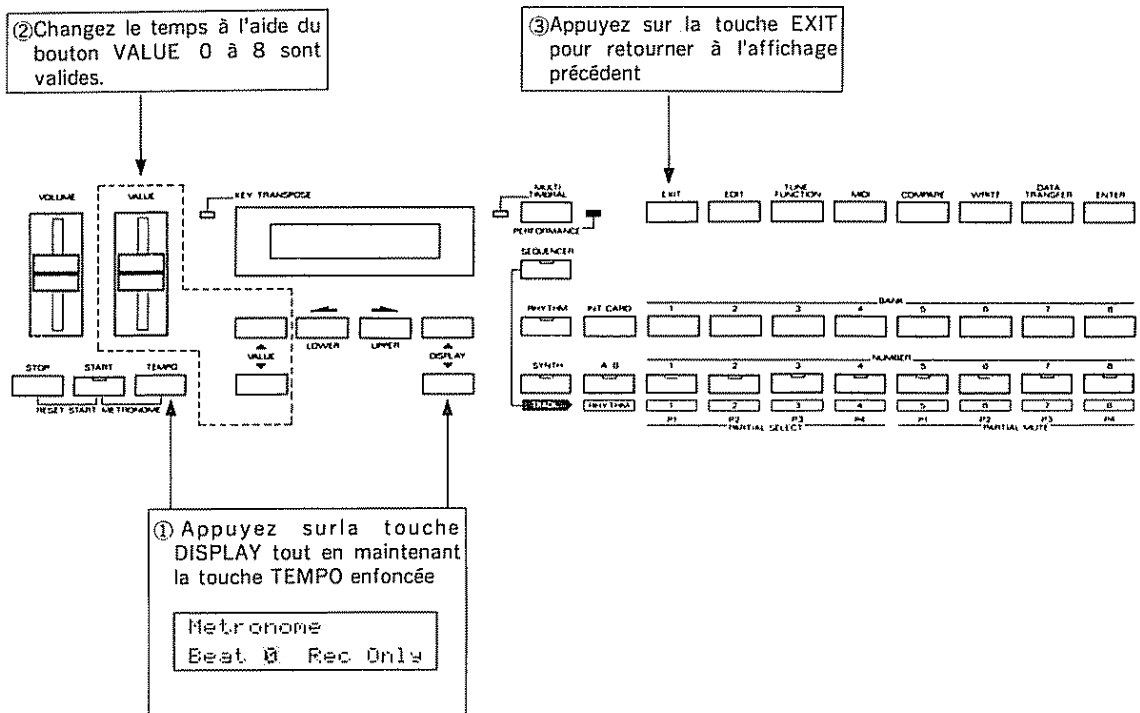 ②Changez le temps à l'aide du
bouton VALUE 0 à 8 sont
valides.
③Appuyez sur la touche EXIT
pour retourner à l'affichage
précédent
VOLUME
VALUE
KEY TRANSPOSE
MULTI
TIMBRAL
EXIT
EDIT
TUNE
FUNCTION
MIDI
COMPARE
WRITE
DATA
TRANSFER
ENTER
PERFORMANCE
SEQUENCER
RHYTHM
INT CARD
BANK
1 2 3 4 5 6 7 8
LOWER
UPPER
VALUE
DISPLAY
STOP
START
TEMPO
RESET START
METRONOME
SYNTH
A B
NUMBER
1 2 3 4 5 6 7 8
TRACK
RHYTHM
1 2 3 4 5 6 7 8
P1 P2 P3 P4 P1 P2 P3 P4
PARTIAL SELECT
PARTIAL MUTE
① Appuyez surla touche
DISPLAY tout en maintenant
la touche TEMPO enfoncée
Metronome
Beat 0 Rec Only